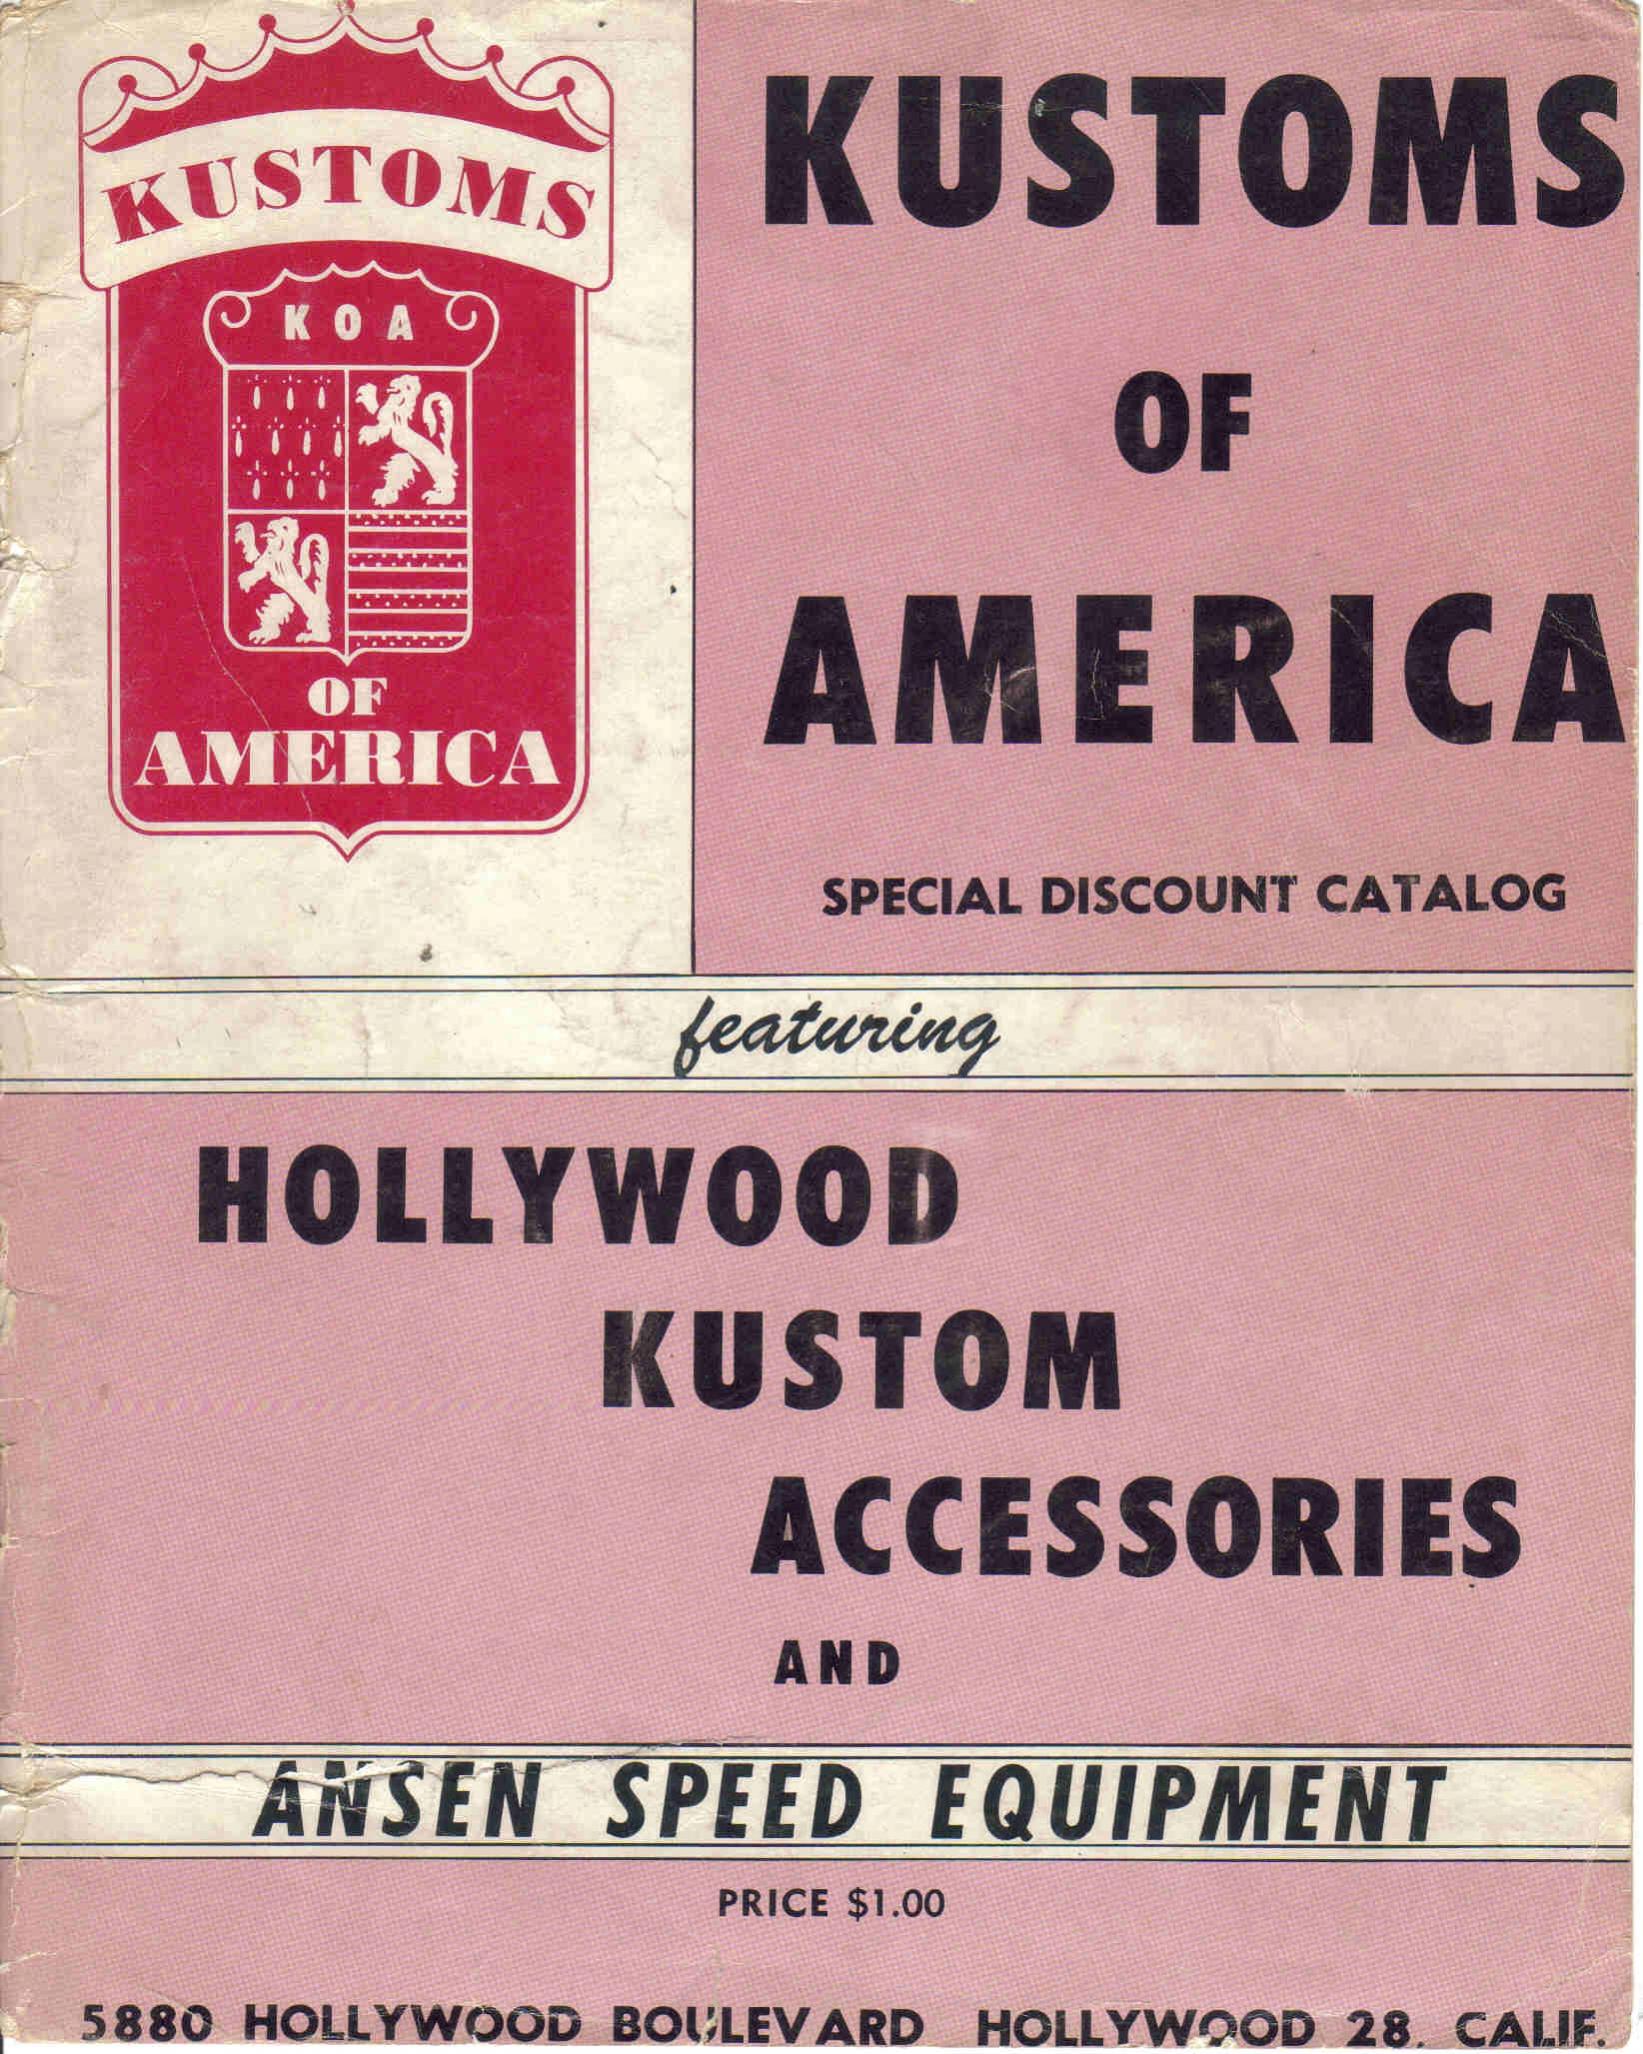 KUSTOMS
KOA
OF
AMERICA
KUSTOMS
OF
AMERICA
SPECIAL DISCOUNT CATALOG
featuring
HOLLYWOOD
KUSTOM
ACCESSORIES
AND
ANSEN SPEED EQUIPMENT
PRICE $1.00
5880 HOLLYWOOD BOULEVARD HOLLYWOOD 28, CALIF.